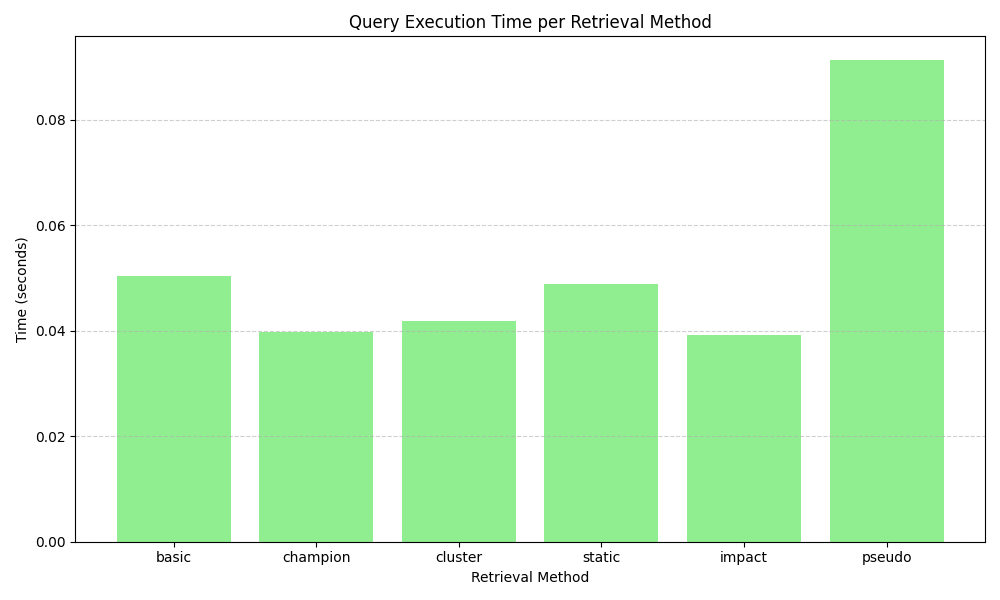 Query Execution Time per Retrieval Method
Time (seconds)
0.08
0.06
0.04
0.02
0.00
basic champion cluster static impact pseudo
Retrieval Method